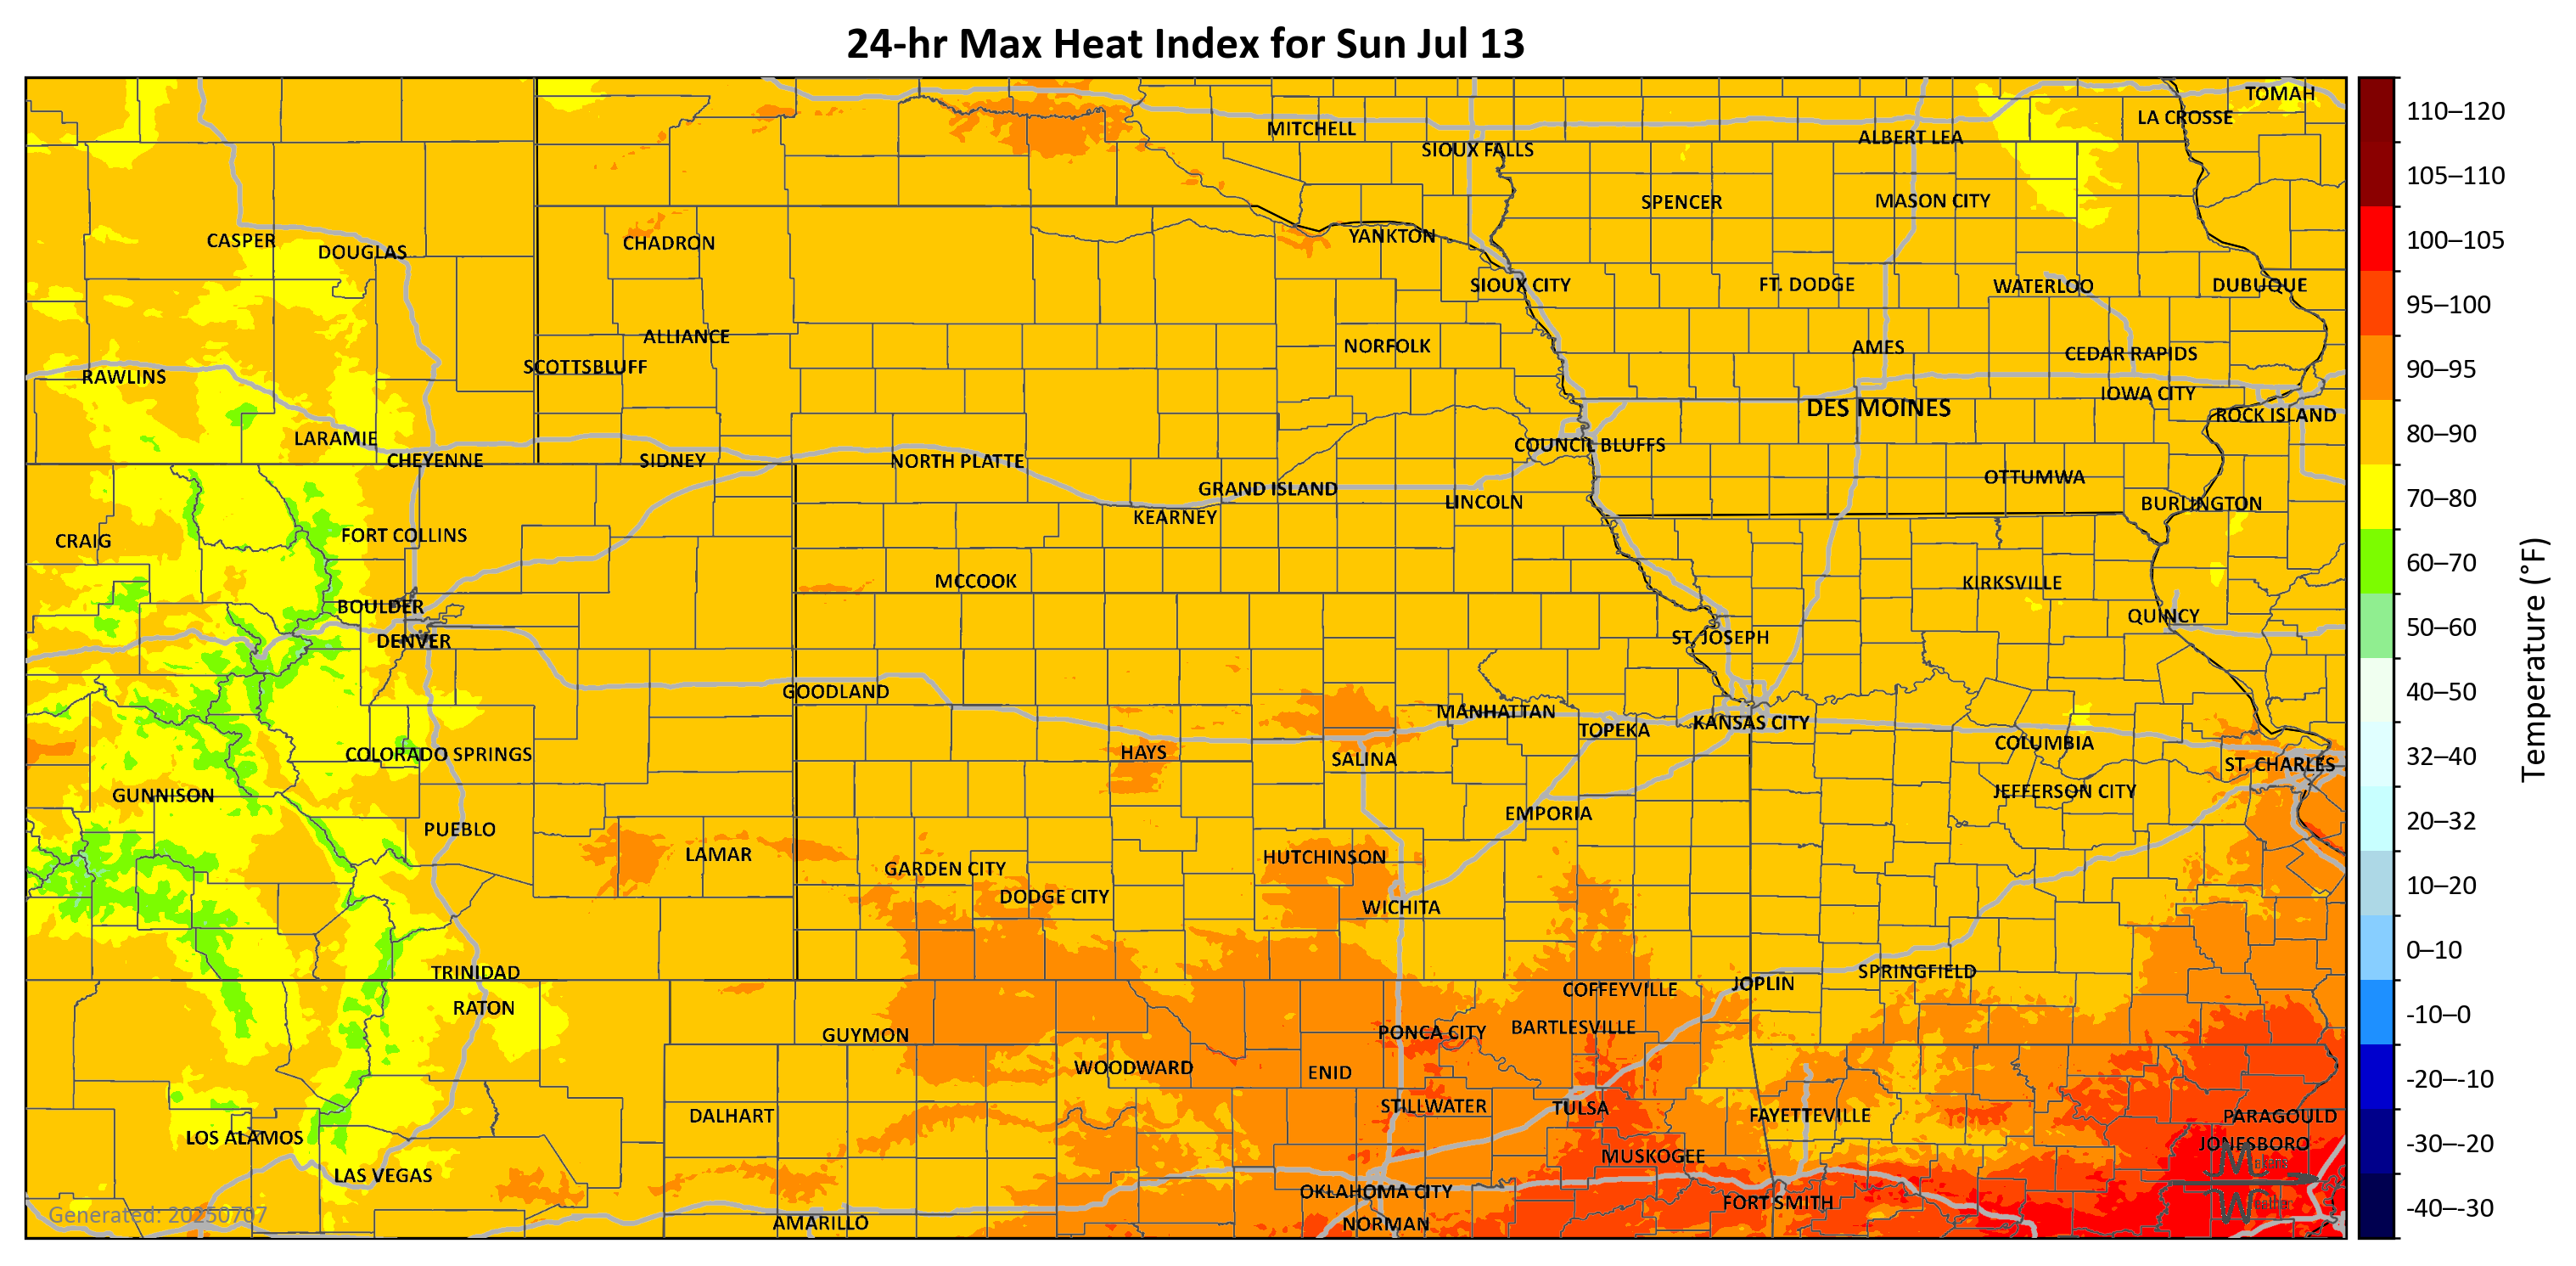 24-hr Max Heat Index for Sun Jul 13
TOMAH
LA CROSSE
MITCHELL
ALBERT LEA
SIOUX FALLS
SPENCER
MASON CITY
CASPER
DOUGLAS
CHADRON
YANKTON
SIOUX CITY
FT. DODGE
WATERLOO
DUBUQUE
ALLIANCE
NORFOLK
AMES
CEDAR RAPIDS
SCOTTSBLUFF
RAWLINS
IOWA CITY
DES MOINES
ROCK ISLAND
LARAMIE
COUNCIL BLUFFS
CHEYENNE
SIDNEY
NORTH PLATTE
OTTUMWA
GRAND ISLAND
LINCOLN
BURLINGTON
KEARNEY
FORT COLLINS
CRAIG
MCCOOK
KIRKSVILLE
BOULDER
QUINCY
DENVER
ST. JOSEPH
GOODLAND
MANHATTAN
KANSAS CITY
TOPEKA
COLUMBIA
HAYS
COLORADO SPRINGS
SALINA
ST. CHARLES
GUNNISON
JEFFERSON CITY
EMPORIA
PUEBLO
LAMAR
HUTCHINSON
GARDEN CITY
DODGE CITY
WICHITA
TRINIDAD
SPRINGFIELD
JOPLIN
COFFEYVILLE
RATON
BARTLESVILLE
PONCA CITY
GUYMON
WOODWARD
ENID
STILLWATER
TULSA
DALHART
FAYETTEVILLE
PARAGOULD
LOS ALAMOS
JONESBORO
MUSKOGEE
LAS VEGAS
OKLAHOMA CITY
FORT SMITH
AMARILLO
NORMAN
Generated: 20250707
110–120
105–110
100–105
95–100
90–95
80–90
70–80
60–70
50–60
40–50
32–40
20–32
10–20
0–10
-10–0
-20–-10
-30–-20
-40–-30
Temperature (°F)